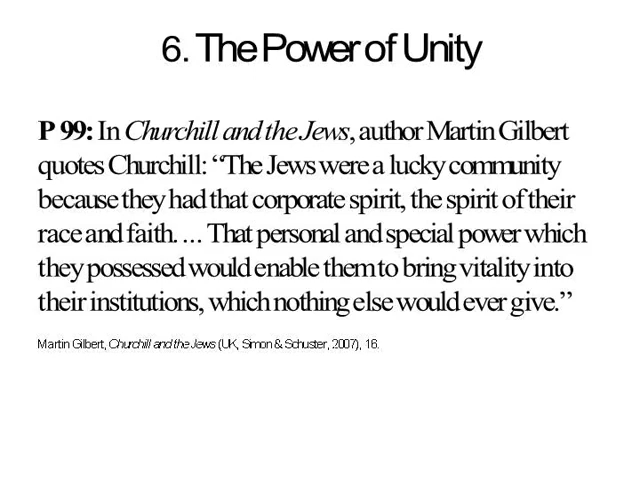 6. The Power of Unity
P 99: In Churchill and the Jews, author Martin Gilbert
quotes Churchill: “The Jews were a lucky community
because they had that corporate spirit, the spirit of their
race and faith. ... That personal and special power which
they possessed would enable them to bring vitality into
their institutions, which nothing else would ever give.”
Martin Gilbert, Churchill and the Jews (UK, Simon & Schuster, 2007), 16.